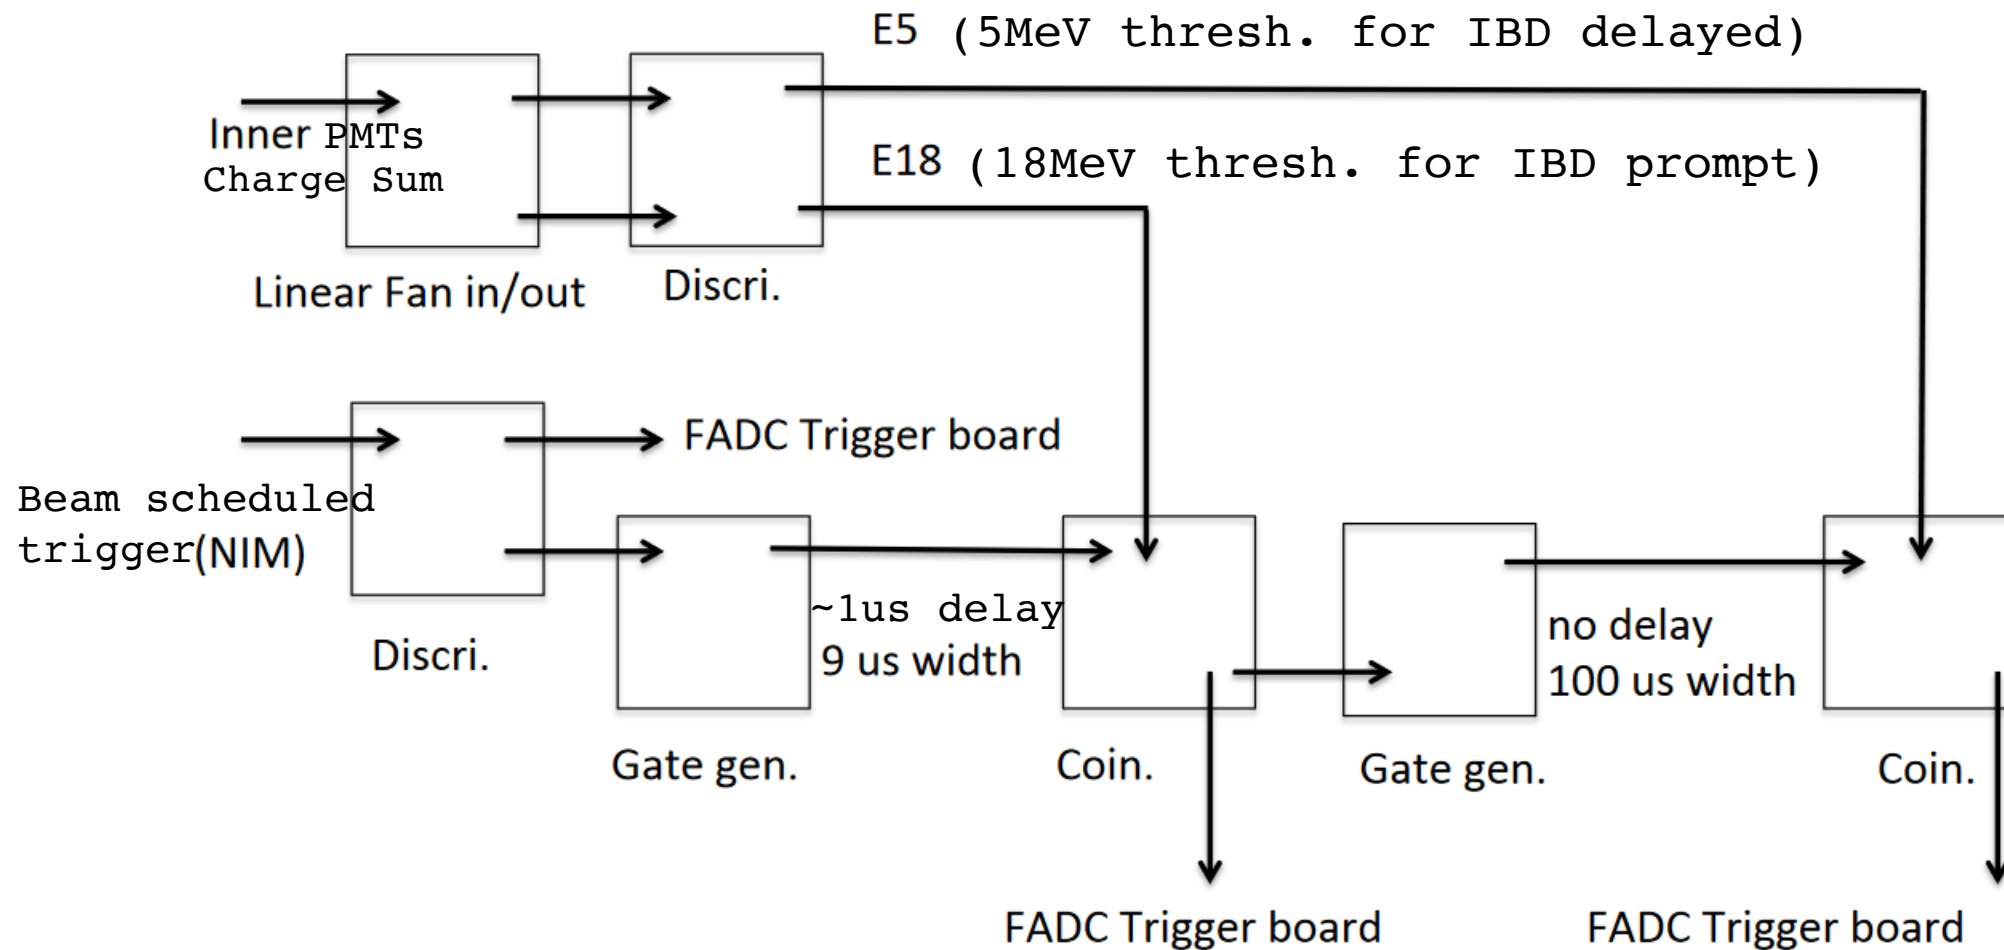 E5 (5MeV thresh. for IBD delayed)
Inner PMTs
Charge Sum
E18 (18MeV thresh. for IBD prompt)
Linear Fan in/out
Discri.
FADC Trigger board
Beam scheduled
trigger(NIM)
Discri.
~1us delay
9 us width
no delay
100 us width
Gate gen.
Coin.
Gate gen.
Coin.
FADC Trigger board
FADC Trigger board